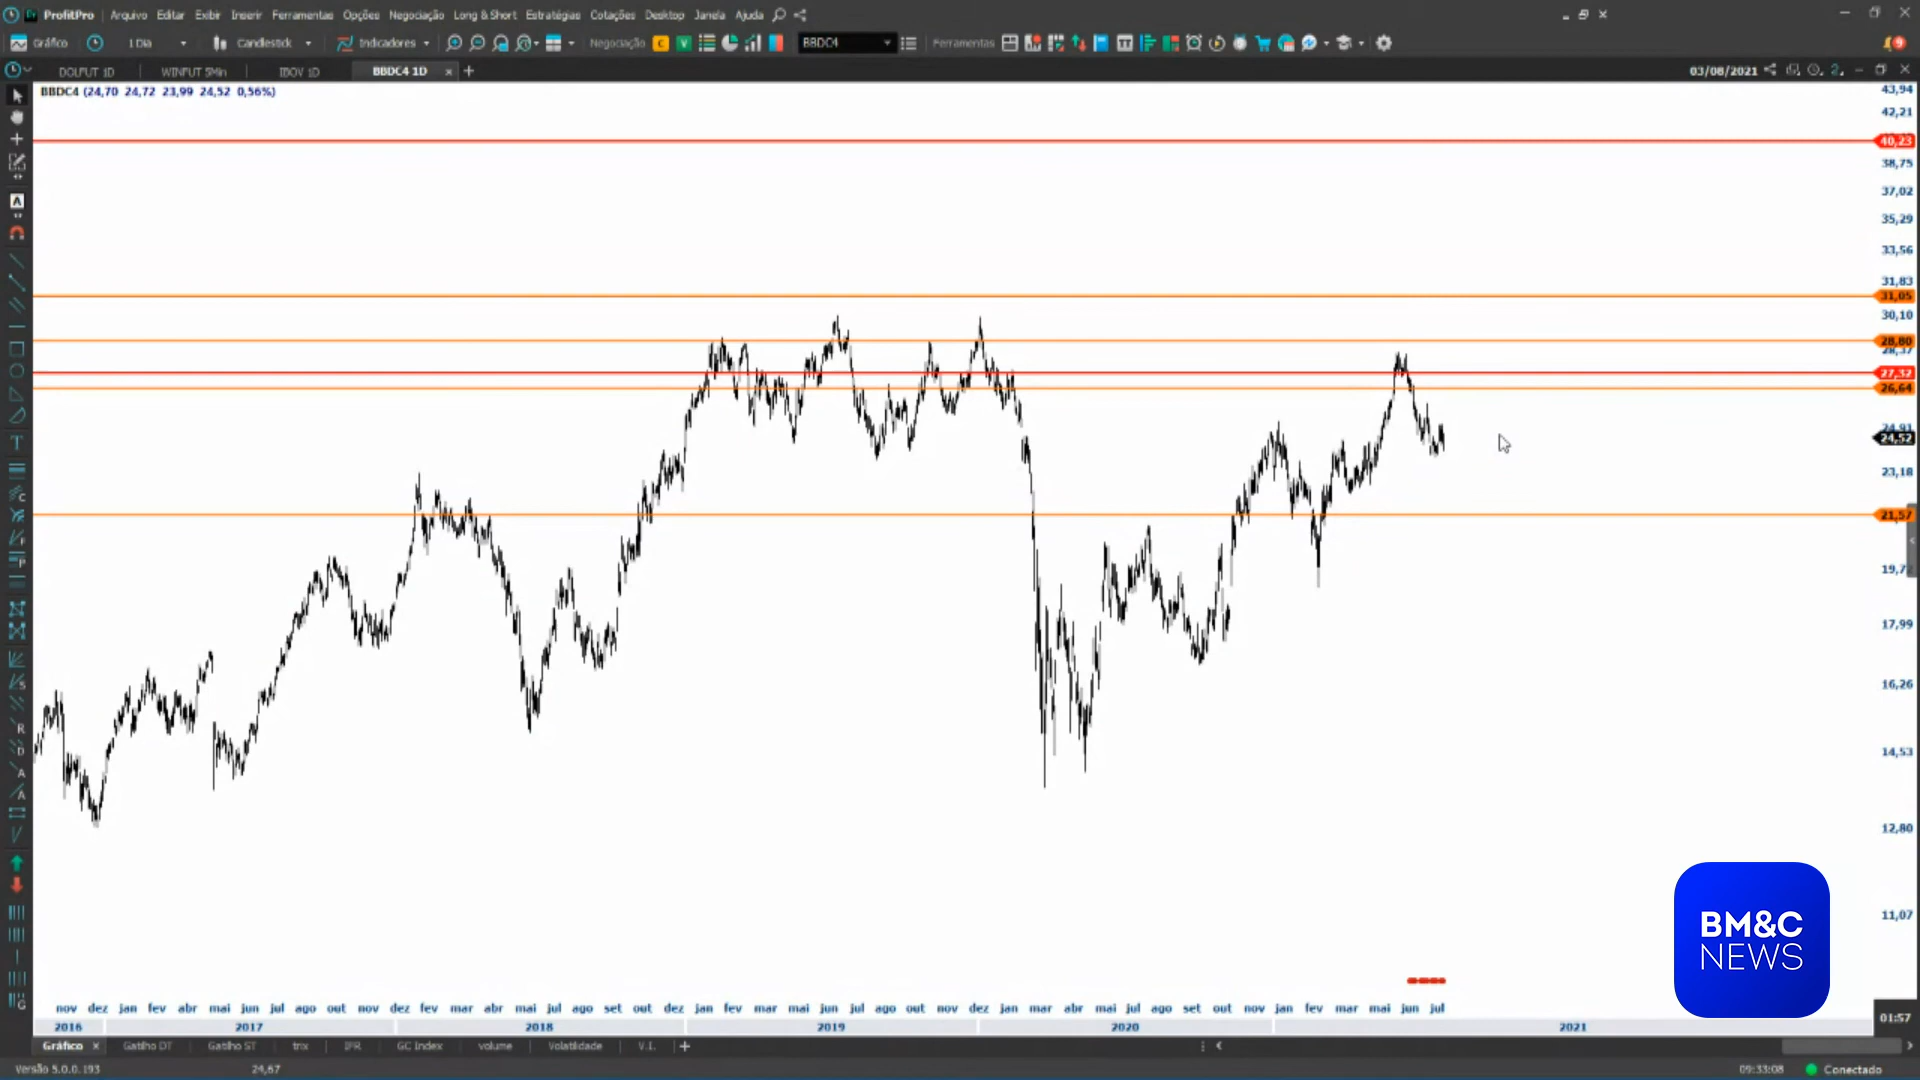 ProfitPro Arquivo Editar Exibir Inserir Ferramentas Opções Negociação Long & Short Estratégias Cotações Desktop Janela Ajuda
Gráfico 1 Dia Candlestick Indicadores Negociação BBDC4 Ferramentas
DOLFUT 1D WINFUT 5Min IBOV 1D BBDC4 1D 03/08/2021
BBDC4 (24,70 24,72 23,99 24,52 0,56%)
43,94
42,21
40,23
38,75
37,02
35,29
33,56
31,83
31,05
30,10
28,80
28,37
27,32
26,64
24,91
24,52
23,18
21,57
19,7
17,99
16,26
14,53
12,80
11,07
BM&C
NEWS
nov dez jan fev abr mai jun jul ago out nov dez fev mar abr mai jul ago set out dez jan fev mar mai jun jul ago out nov dez jan mar abr mai jul ago set out nov jan fev mar mai jun jul
2016 2017 2018 2019 2020 2021
01:57
Gráfico Gatilho DT Gatilho ST trix IFR GC Index volume Volatilidade V.I.
Versão 5.0.0.193 24,67 09:33:08 Conectado